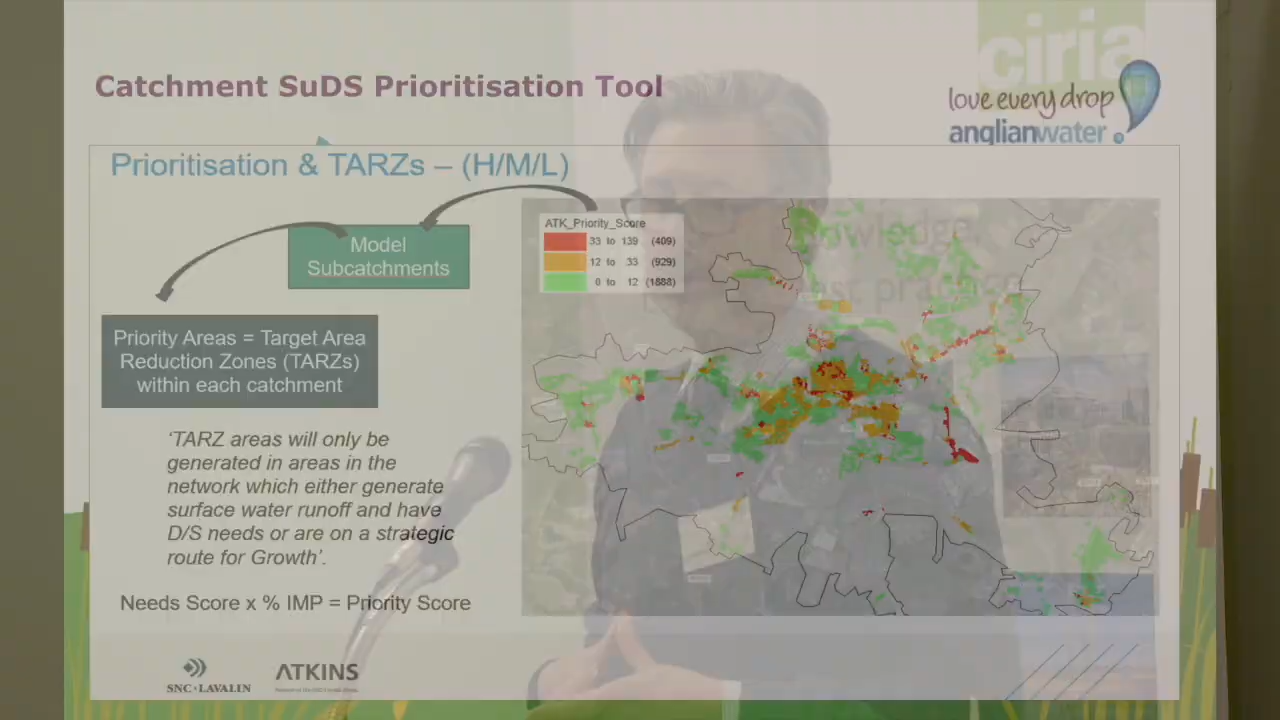 Catchment SuDS Prioritisation Tool
ciria
love every drop
anglianwater
Prioritisation & TARZs – (H/M/L)
Model
Subcatchments
Priority Areas = Target Area
Reduction Zones (TARZs)
within each catchment
'TARZ areas will only be
generated in areas in the
network which either generate
surface water runoff and have
D/S needs or are on a strategic
route for Growth'.
Needs Score x % IMP = Priority Score
ATK_Priority_Score
33 to 139 (409)
12 to 33 (929)
0 to 12 (1888)
SNC·LAVALIN
ATKINS